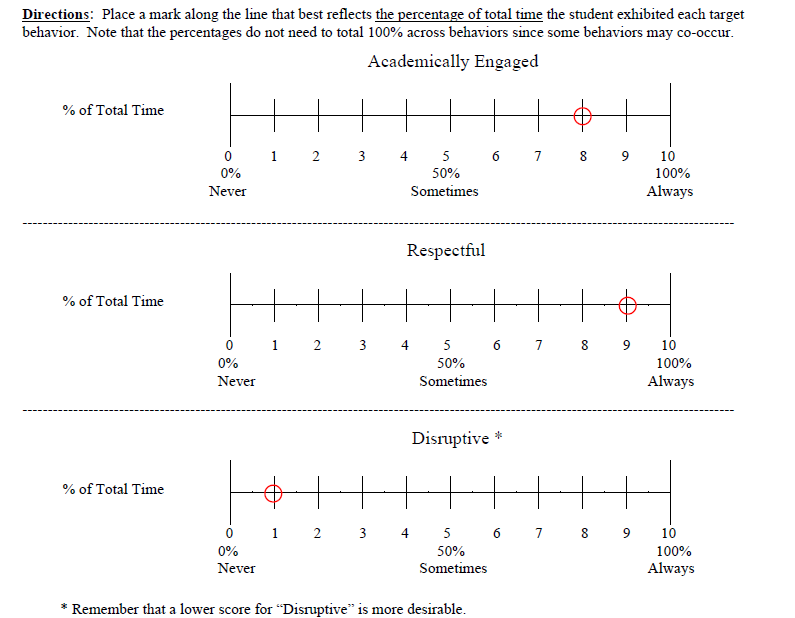 Directions: Place a mark along the line that best reflects the percentage of total time the student exhibited each target
behavior. Note that the percentages do not need to total 100% across behaviors since some behaviors may co-occur.
Academically Engaged
% of Total Time
0 1 2 3 4 5 6 7 8 9 10
0% 50% 100%
Never Sometimes Always
Respectful
% of Total Time
0 1 2 3 4 5 6 7 8 9 10
0% 50% 100%
Never Sometimes Always
Disruptive *
% of Total Time
0 1 2 3 4 5 6 7 8 9 10
0% 50% 100%
Never Sometimes Always
* Remember that a lower score for “Disruptive” is more desirable.